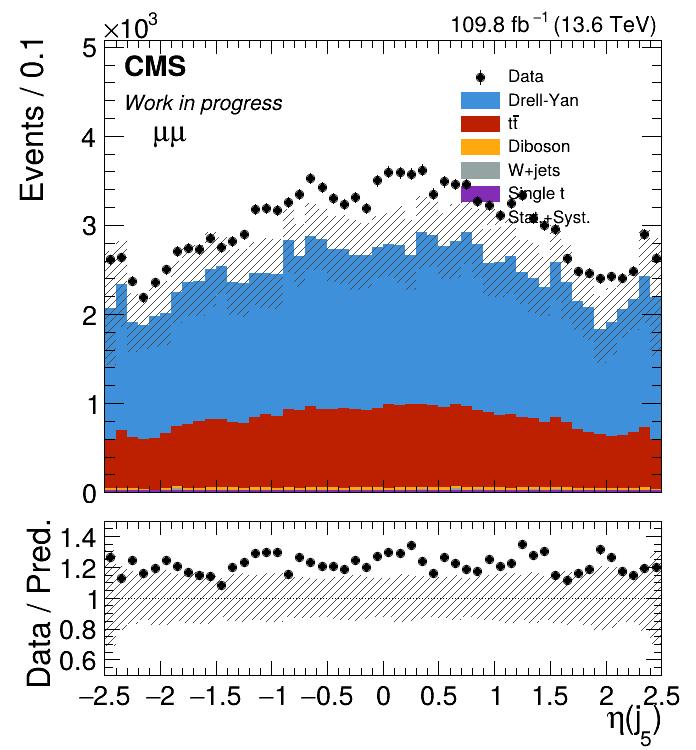 ×10³
109.8 fb⁻¹ (13.6 TeV)
Events / 0.1
CMS
Work in progress
μμ
Data
Drell-Yan
tt̄
Diboson
W+jets
Single t
Stat.+Syst.
5
4
3
2
1
0
Data / Pred.
1.4
1.2
1
0.8
0.6
−2.5 −2 −1.5 −1 −0.5 0 0.5 1 1.5 2 2.5
η(j₅)